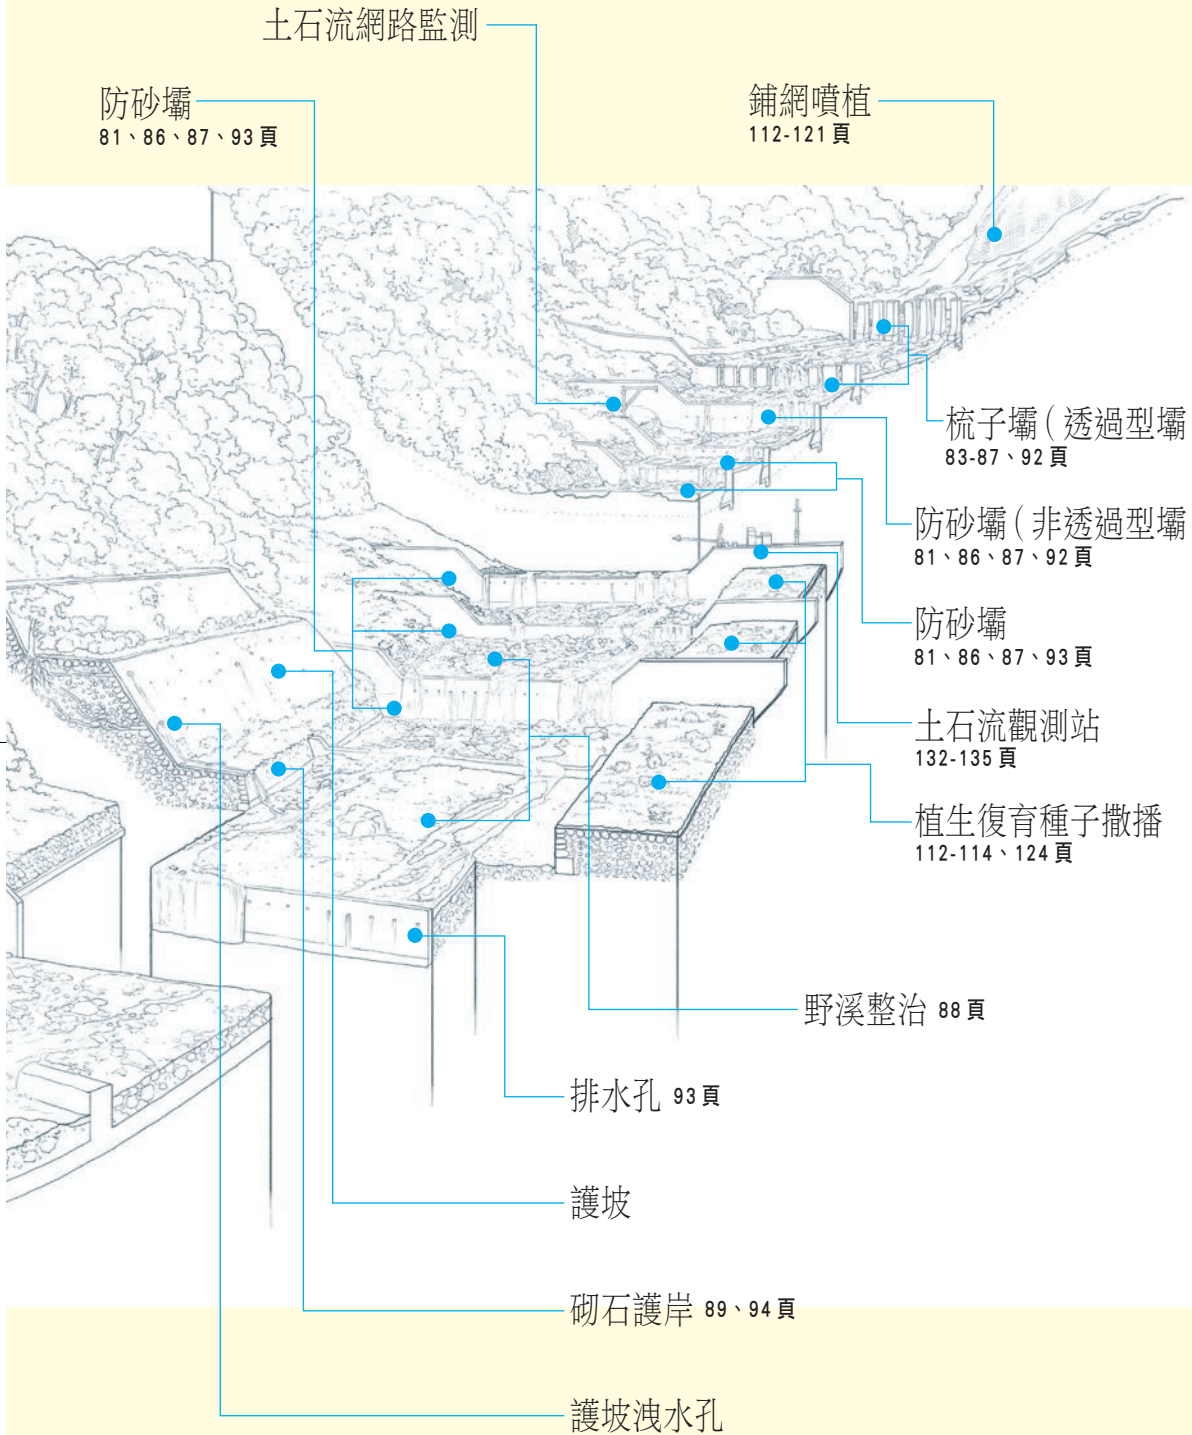 土石流網路監測
防砂壩
81、86、87、93 頁
鋪網噴植
112-121 頁
梳子壩(透過型壩
83-87、92 頁
防砂壩(非透過型壩
81、86、87、92 頁
防砂壩
81、86、87、93 頁
土石流觀測站
132-135 頁
植生復育種子撒播
112-114、124 頁
野溪整治 88 頁
排水孔 93 頁
護坡
砌石護岸 89、94 頁
護坡洩水孔